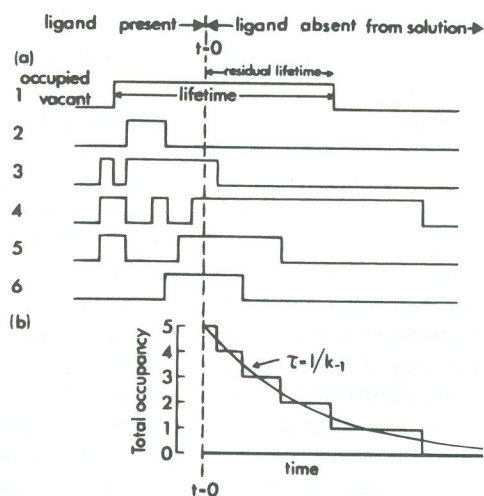 ligand present ligand absent from solution
t=0
(a)
residual lifetime
occupied
1 vacant
lifetime
2
3
4
5
6
(b)
Total occupancy
5
4
3
2
1
0
τ=1/k-1
time
t=0